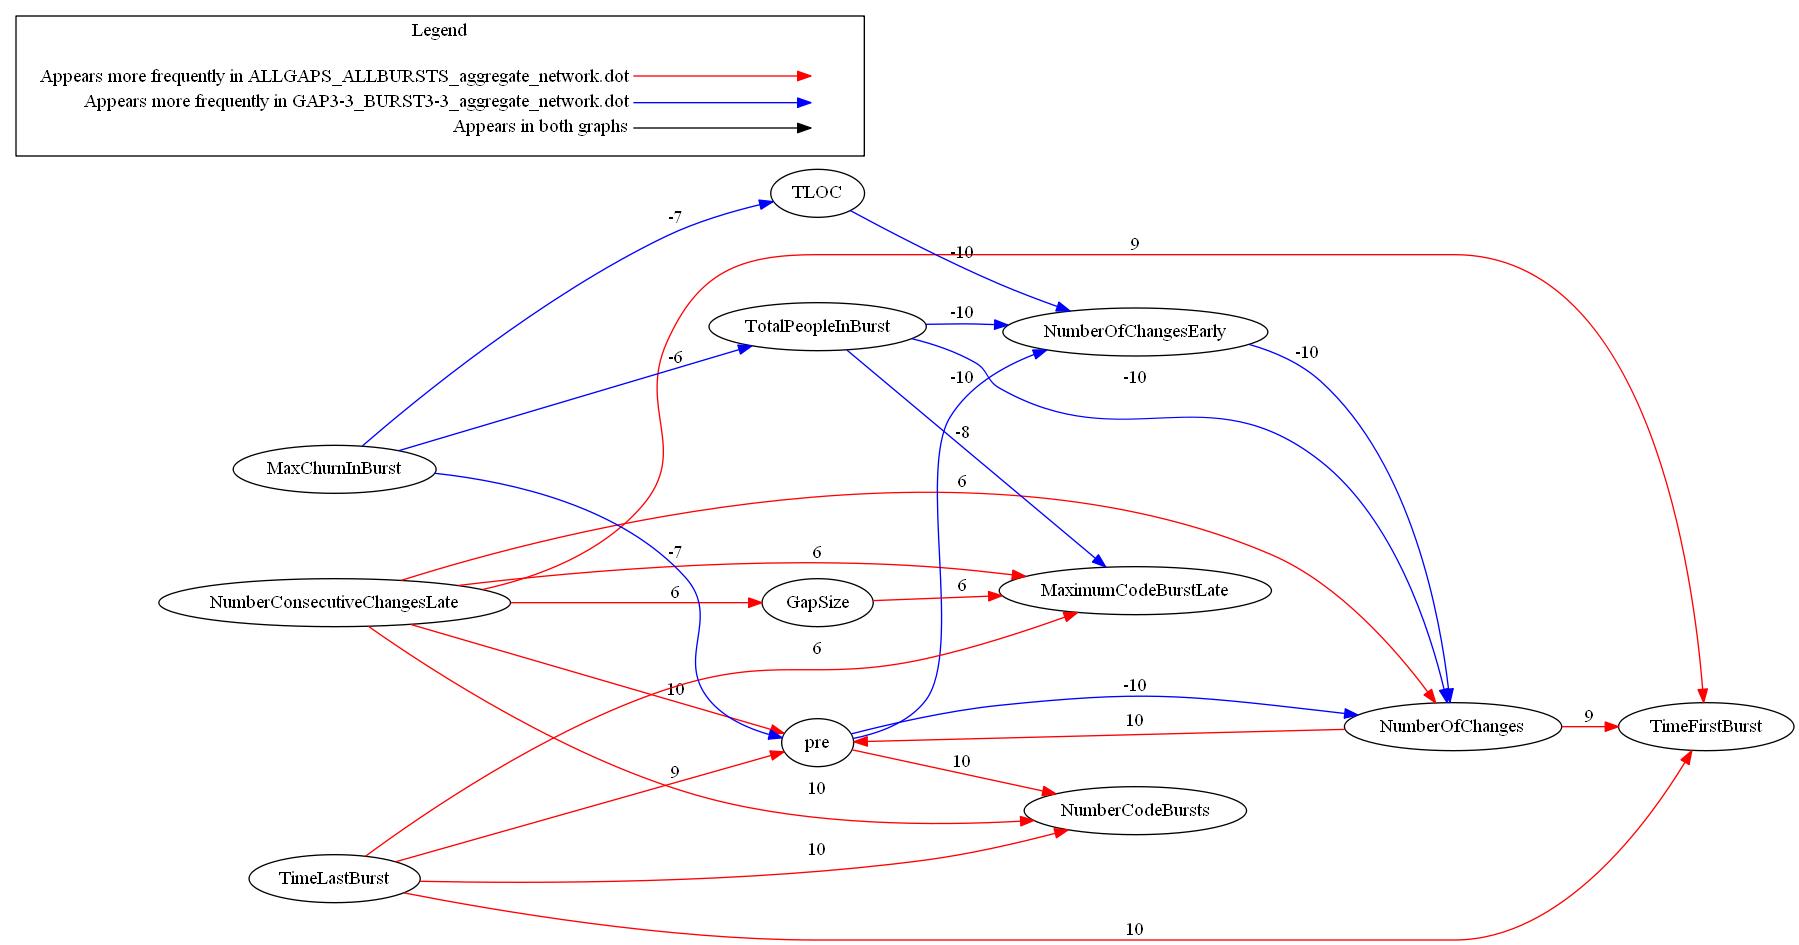 Legend
Appears more frequently in ALLGAPS_ALLBURSTS_aggregate_network.dot
Appears more frequently in GAP3-3_BURST3-3_aggregate_network.dot
Appears in both graphs
TLOC
-7
9
-10
-10
TotalPeopleInBurst
NumberOfChangesEarly
-10
-6
-10
-10
-8
MaxChurnInBurst
6
-7
6
6
6
NumberConsecutiveChangesLate
GapSize
MaximumCodeBurstLate
6
10
-10
10
9
pre
NumberOfChanges
TimeFirstBurst
10
9
10
NumberCodeBursts
10
TimeLastBurst
10